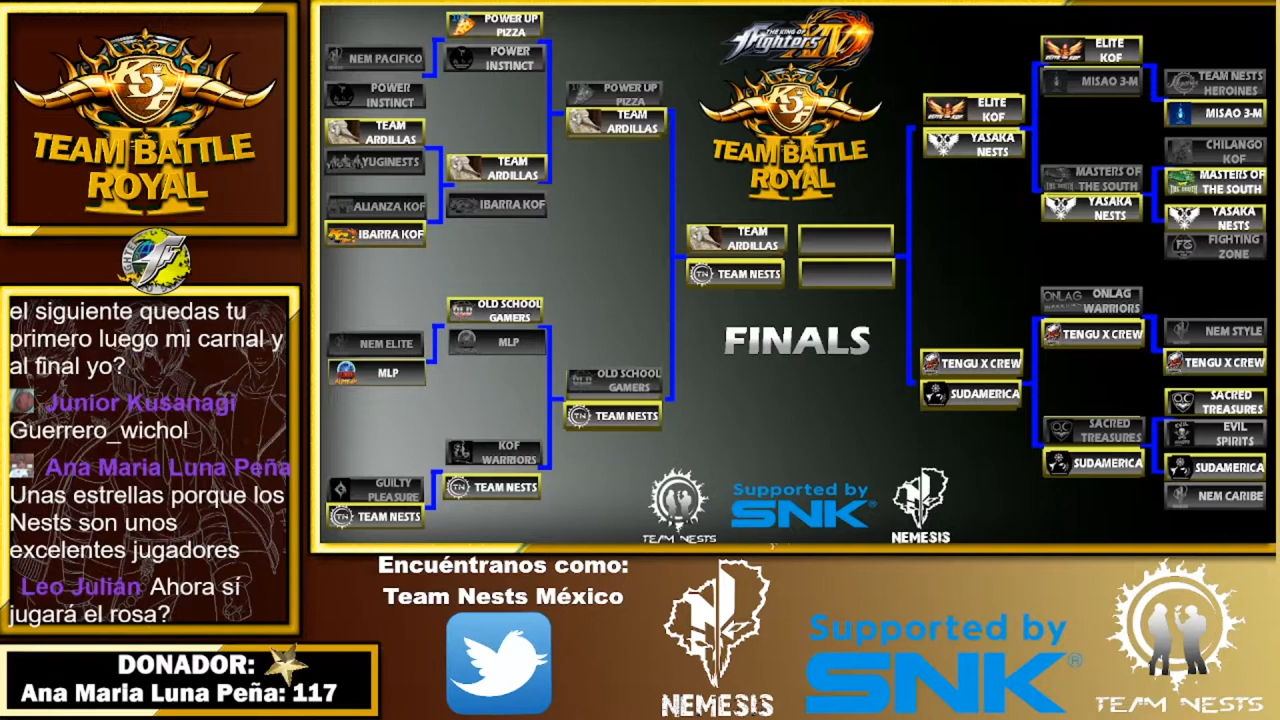 K F
TEAM BATTLE
ROYAL
II
el siguiente quedas tu
primero luego mi carnal y
al final yo?
Junior Kusanagi
Guerrero_wichol
Ana Maria Luna Peña
Unas estrellas porque los
Nests son unos
excelentes jugadores
Leo Julián Ahora sí
jugará el rosa?
DONADOR:
Ana Maria Luna Peña: 117
POWER UP
PIZZA
NEM PACIFICO
POWER
INSTINCT
POWER
INSTINCT
TEAM
ARDILLAS
YUGINESTS
TEAM
ARDILLAS
ALIANZA KOF
IBARRA KOF
IBARRA KOF
POWER UP
PIZZA
TEAM
ARDILLAS
OLD SCHOOL
GAMERS
NEM ELITE
MLP
MLP
OLD SCHOOL
GAMERS
TEAM NESTS
KOF
WARRIORS
GUILTY
PLEASURE
TEAM NESTS
TEAM NESTS
THE KING OF
FIGHTERS XIV
K F
TEAM BATTLE
ROYAL
II
TEAM
ARDILLAS
TEAM NESTS
FINALS
TEAM NESTS
Supported by
SNK®
NEMESIS
ELITE
KOF
YASAKA
NESTS
TENGU X CREW
SUDAMERICA
ELITE
KOF
MISAO 3-M
MASTERS OF
THE SOUTH
YASAKA
NESTS
ONLAG
ONLAG
WARRIORS
TENGU X CREW
SACRED
TREASURES
SUDAMERICA
TEAM NESTS
HEROINES
MISAO 3-M
CHILANGO
KOF
MASTERS OF
THE SOUTH
YASAKA
NESTS
FIGHTING
ZONE
NEM STYLE
TENGU X CREW
SACRED
TREASURES
EVIL
SPIRITS
SUDAMERICA
NEM CARIBE
Encuéntranos como:
Team Nests México
NEMESIS
Supported by
SNK®
TEAM NESTS